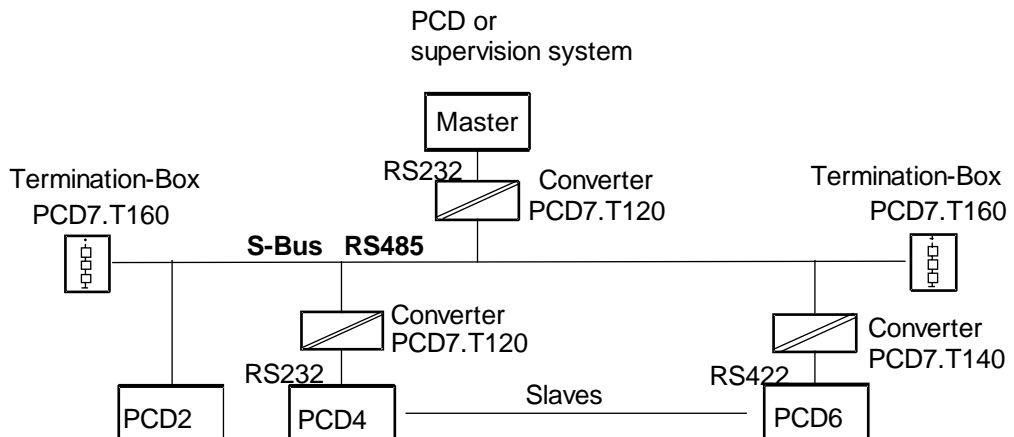 PCD or
supervision system
Master
RS232
Converter
PCD7.T120
Termination-Box
PCD7.T160
Termination-Box
PCD7.T160
S-Bus RS485
Converter
PCD7.T120
Converter
PCD7.T140
RS232
RS422
Slaves
PCD2
PCD4
PCD6